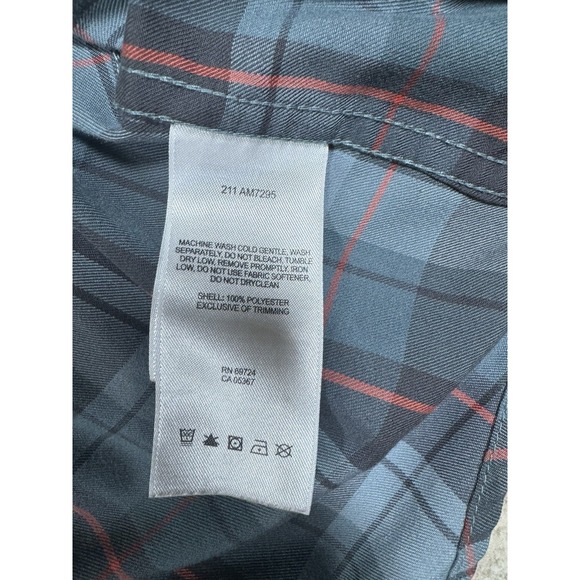 211 AM7295
MACHINE WASH COLD GENTLE, WASH
SEPARATELY, DO NOT BLEACH, TUMBLE
DRY LOW, REMOVE PROMPTLY, IRON
LOW, DO NOT USE FABRIC SOFTENER,
DO NOT DRYCLEAN
SHELL: 100% POLYESTER
EXCLUSIVE OF TRIMMING
RN 69724
CA 05367